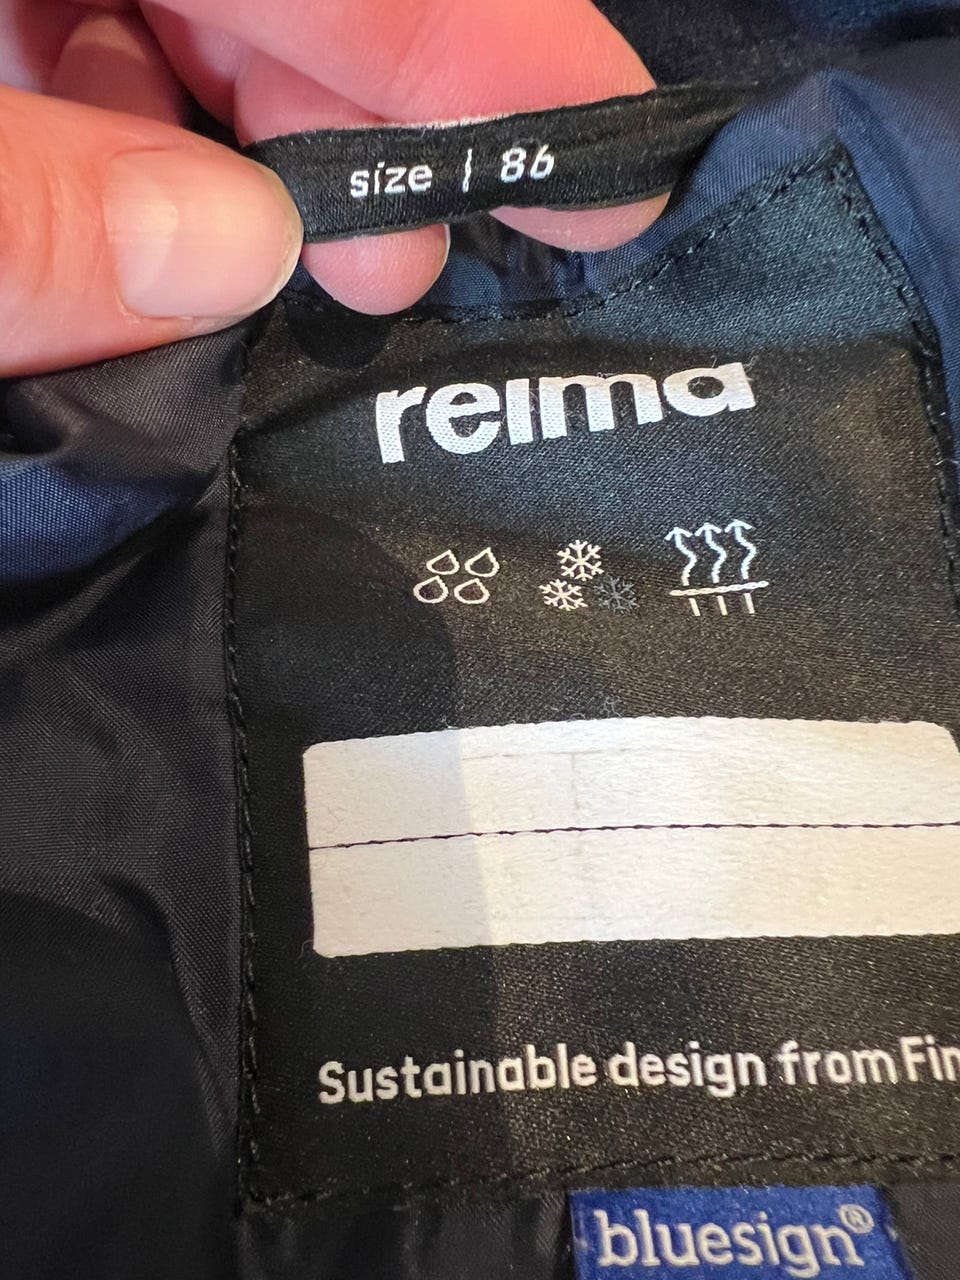 size | 86
reima
Sustainable design from Fin
bluesign®